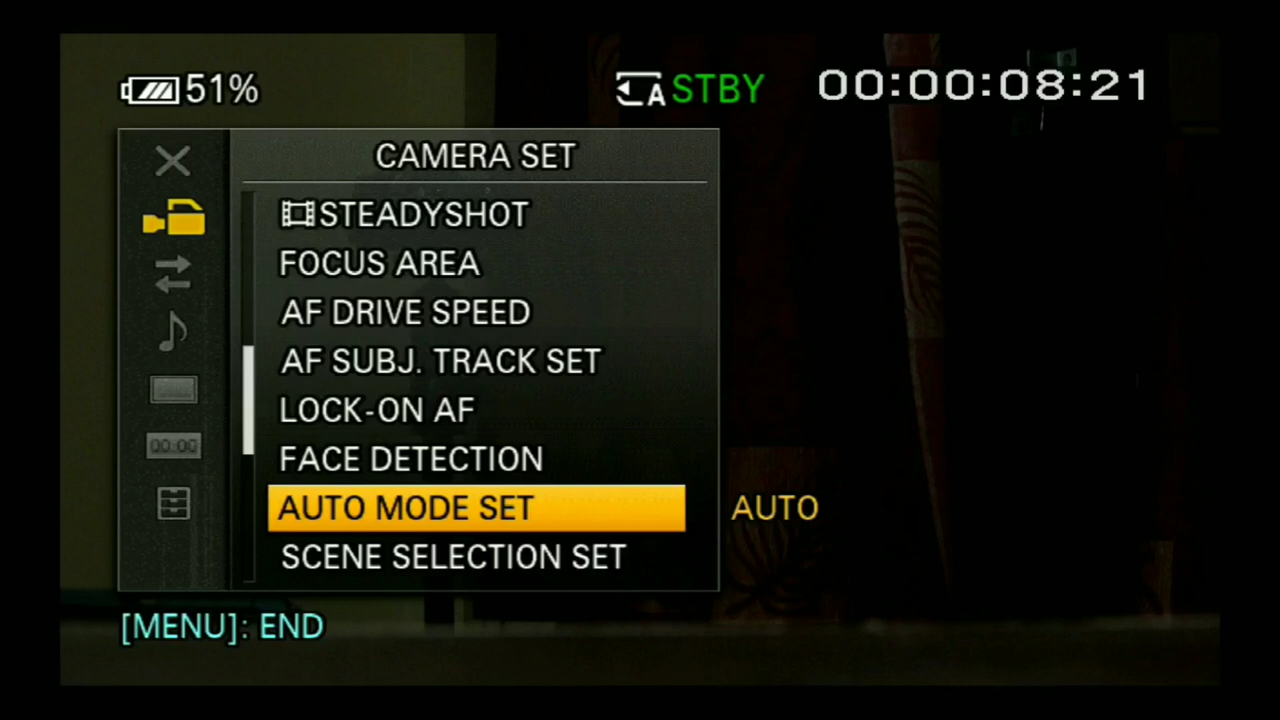 51%
A STBY
00:00:08:21
CAMERA SET
STEADYSHOT
FOCUS AREA
AF DRIVE SPEED
AF SUBJ. TRACK SET
LOCK-ON AF
FACE DETECTION
AUTO MODE SET AUTO
SCENE SELECTION SET
00:00
[MENU]: END